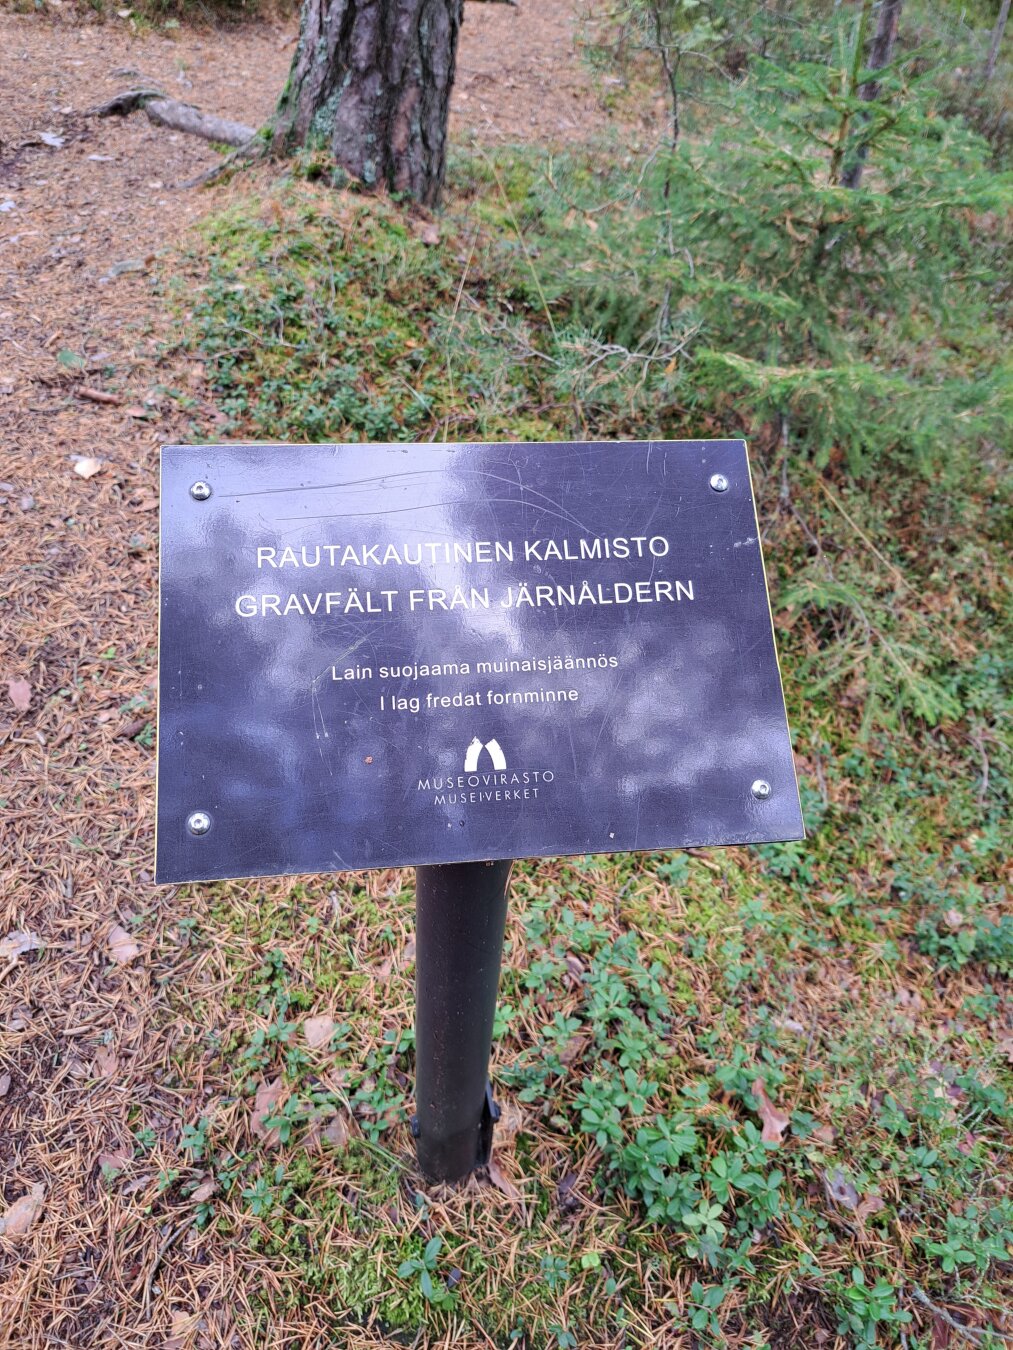 RAUTAKAUTINEN KALMISTO
GRAVFÄLT FRÅN JÄRNÅLDERN
Lain suojaama muinaisjäännös
I lag fredat fornminne
MUSEOVIRASTO
MUSEIVERKET